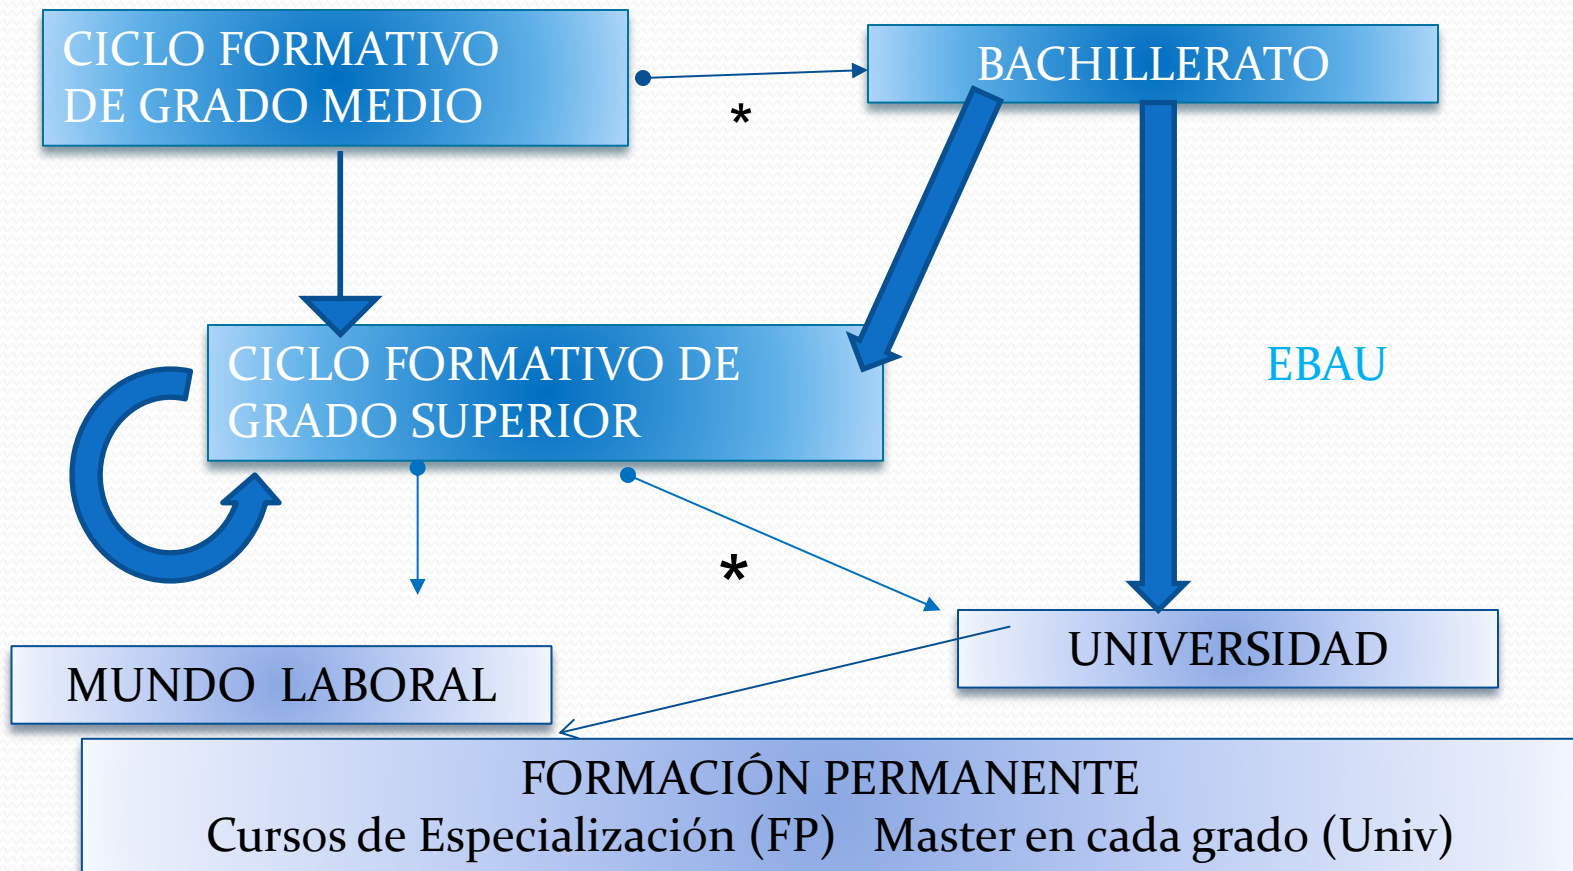 CICLO FORMATIVO
DE GRADO MEDIO
BACHILLERATO
*
CICLO FORMATIVO DE
GRADO SUPERIOR
EBAU
*
UNIVERSIDAD
MUNDO LABORAL
FORMACIÓN PERMANENTE
Cursos de Especialización (FP) Master en cada grado (Univ)